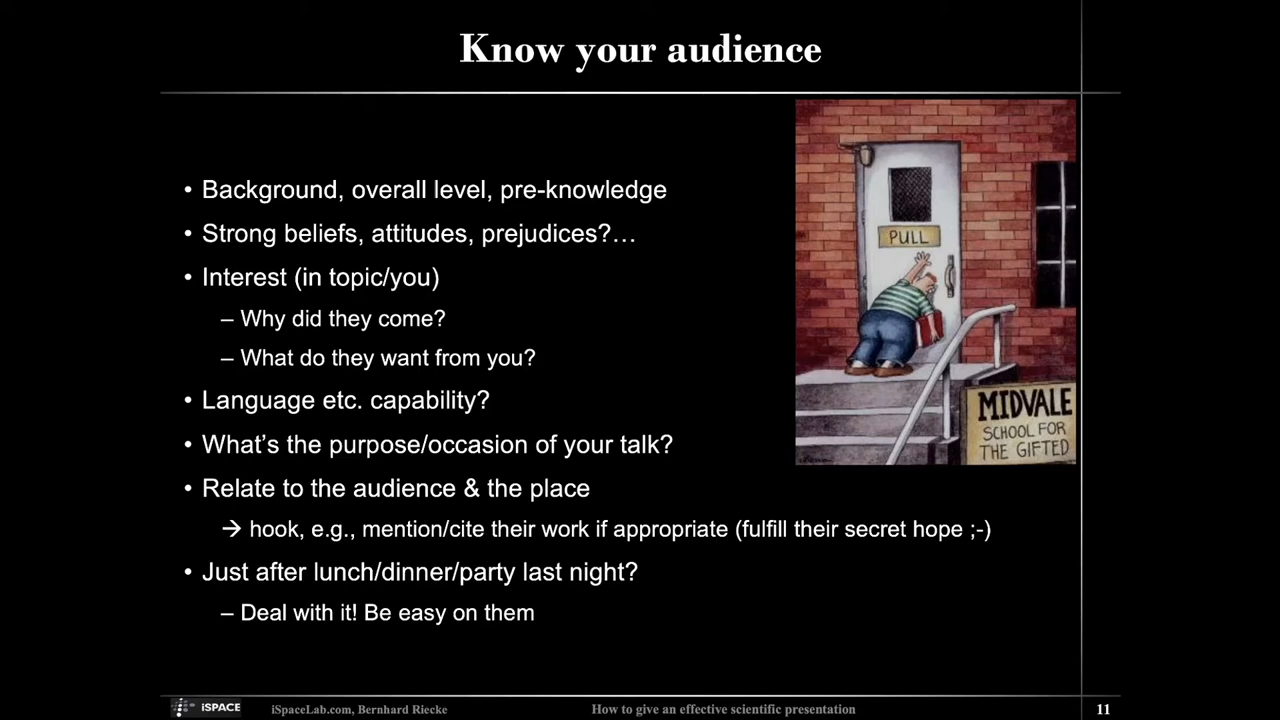 Know your audience
• Background, overall level, pre-knowledge
• Strong beliefs, attitudes, prejudices?…
• Interest (in topic/you)
– Why did they come?
– What do they want from you?
• Language etc. capability?
• What’s the purpose/occasion of your talk?
• Relate to the audience & the place
→ hook, e.g., mention/cite their work if appropriate (fulfill their secret hope ;-)
• Just after lunch/dinner/party last night?
– Deal with it! Be easy on them
PULL
MIDVALE
SCHOOL FOR
THE GIFTED
iSPACE
iSpaceLab.com, Bernhard Riecke
How to give an effective scientific presentation
11